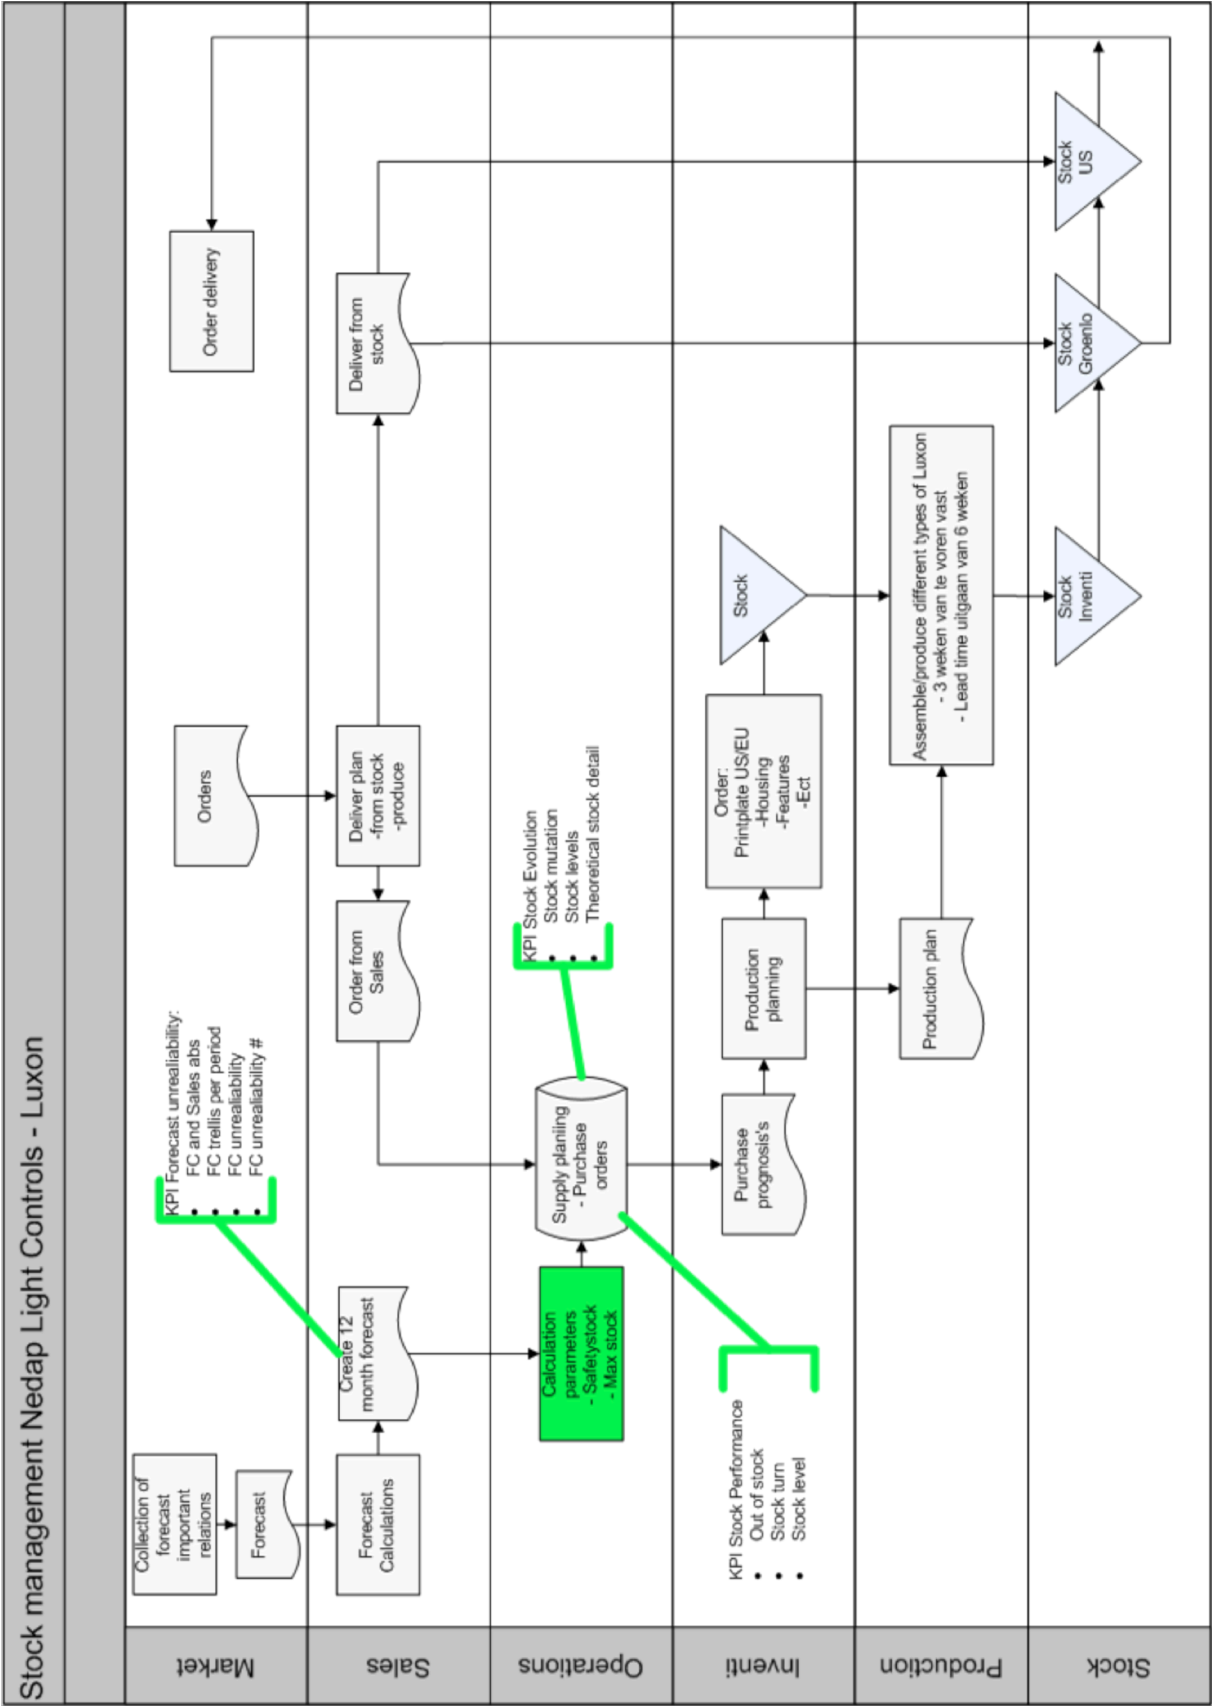 Stock management Nedap Light Controls - Luxon
Market
Collection of
forecast
important
relations
Forecast
KPI Forecast unrealiability:
• FC and Sales abs
• FC trellis per period
• FC unrealiability
• FC unrealiability #
Orders
Order delivery
Sales
Forecast
Calculations
Create 12
month forecast
Order from
Sales
Deliver plan
-from stock
-produce
Deliver from
stock
Operations
Calculation
parameters
- Safetystock
- Max stock
Supply planiing
- Purchase
orders
KPI Stock Evolution
• Stock mutation
• Stock levels
• Theoretical stock detail
Inventi
KPI Stock Performance
• Out of stock
• Stock turn
• Stock level
Purchase
prognosis's
Production
planning
Order:
Printplate US/EU
-Housing
-Features
-Ect
Stock
Production
Production plan
Assemble/produce different types of Luxon
- 3 weken van te voren vast
- Lead time uitgaan van 6 weken
Stock
Stock
Inventi
Stock
Groenlo
Stock
US